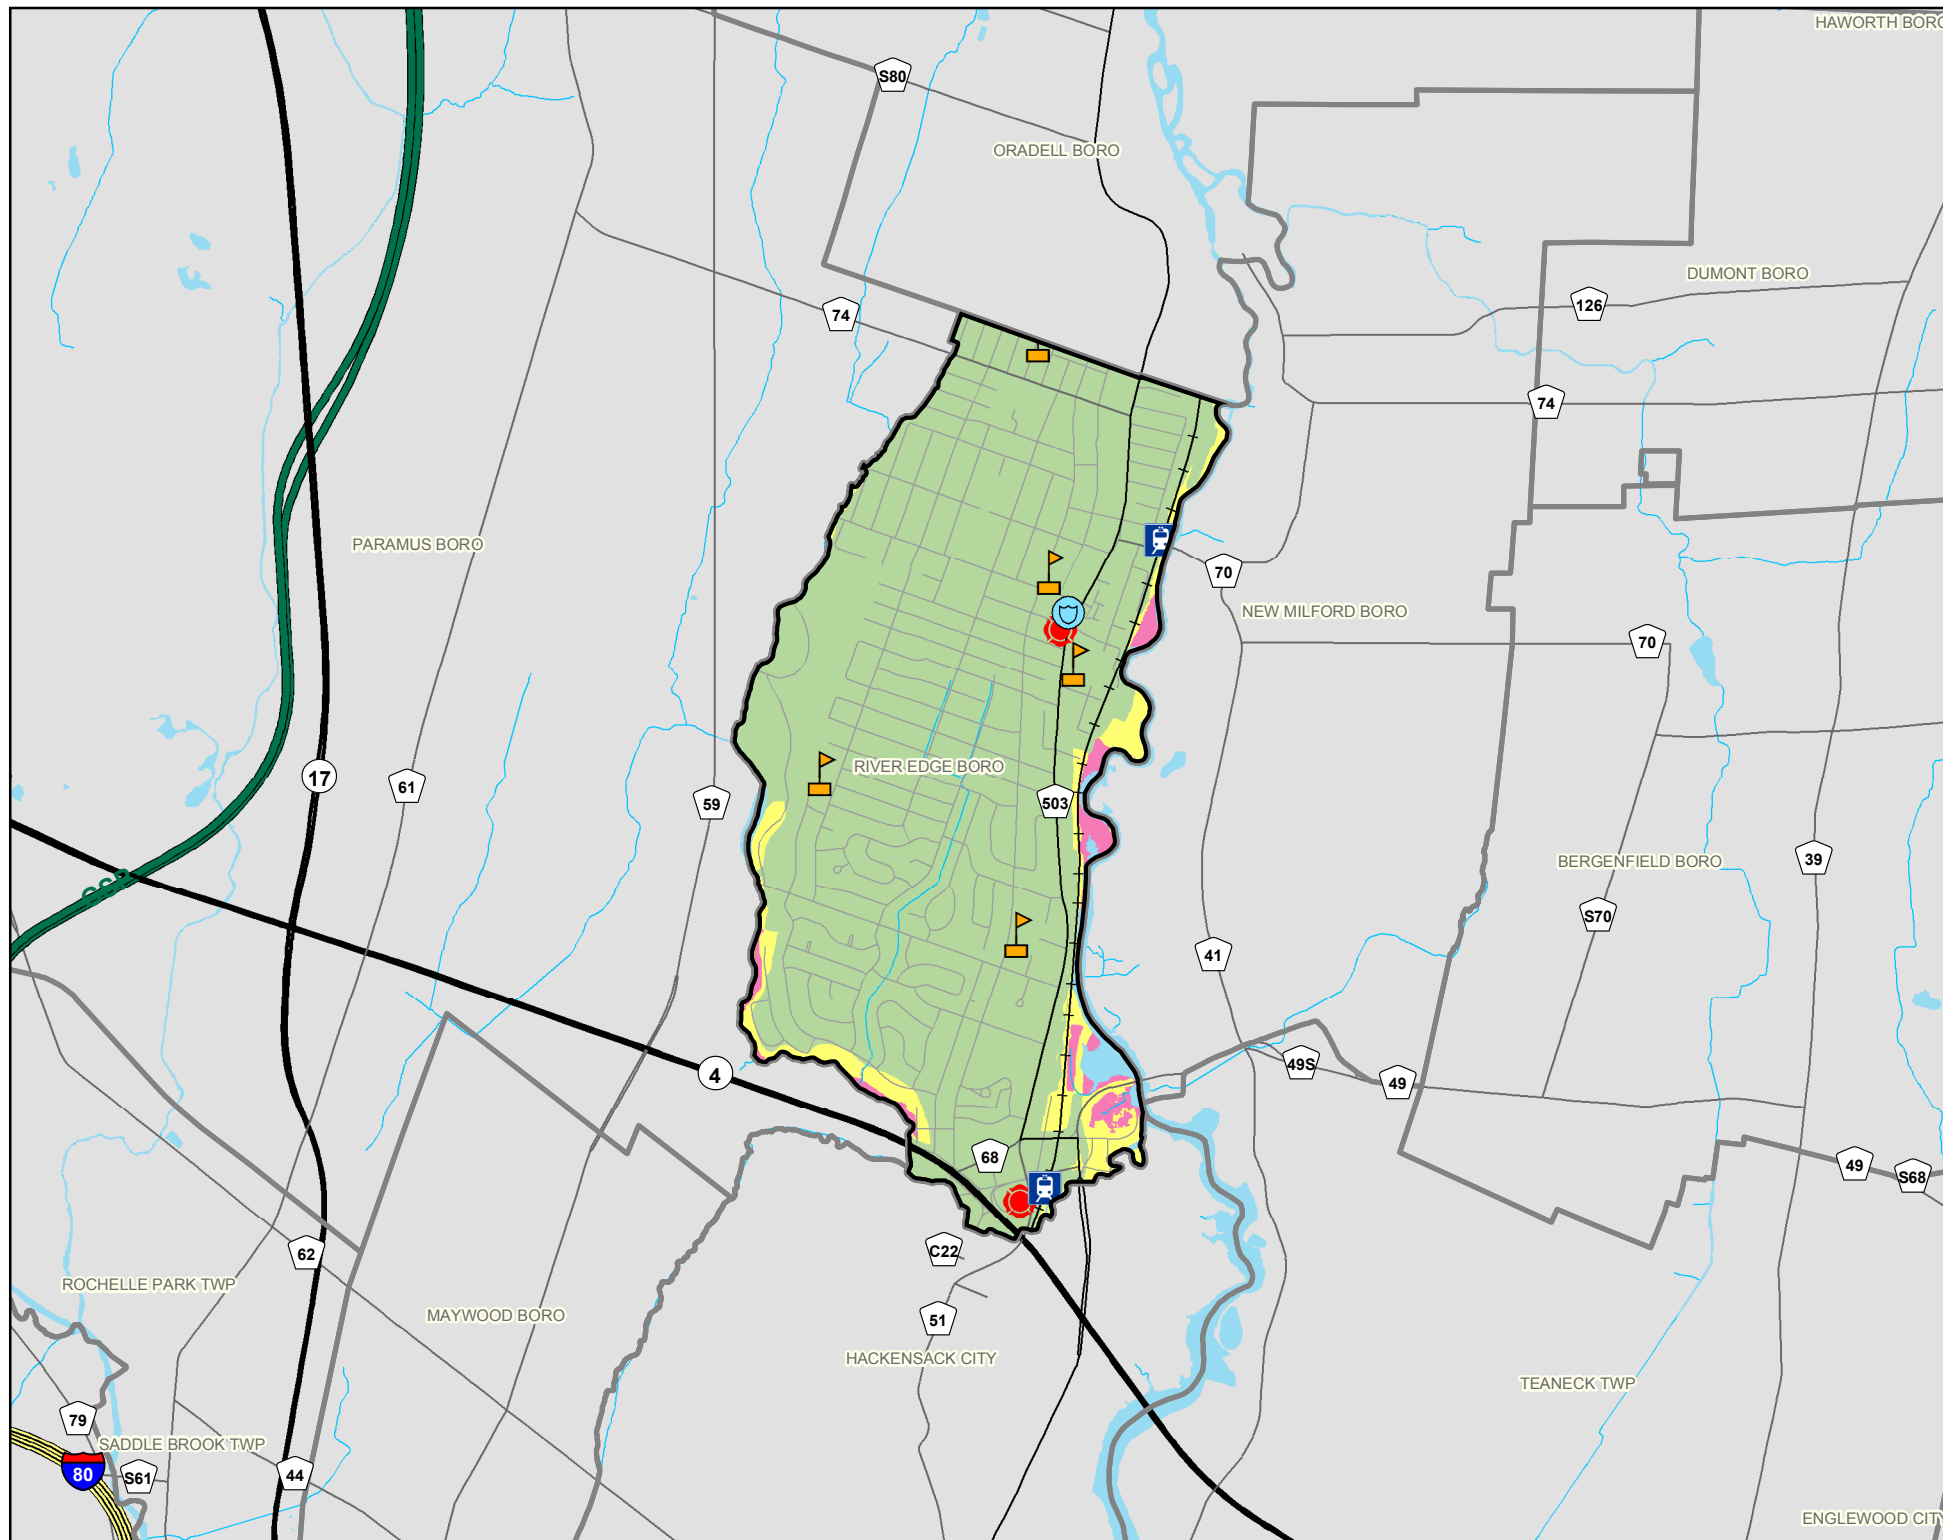 HAWORTH BORO
S80
ORADELL BORO
DUMONT BORO
126
74
74
PARAMUS BORO
70
NEW MILFORD BORO
70
RIVER EDGE BORO
17
61
59
503
BERGENFIELD BORO
39
S70
41
49S
4
49
68
49
S68
C22
62
ROCHELLE PARK TWP
MAYWOOD BORO
51
HACKENSACK CITY
TEANECK TWP
79
SADDLE BROOK TWP
80
S61
44
ENGLEWOOD CITY